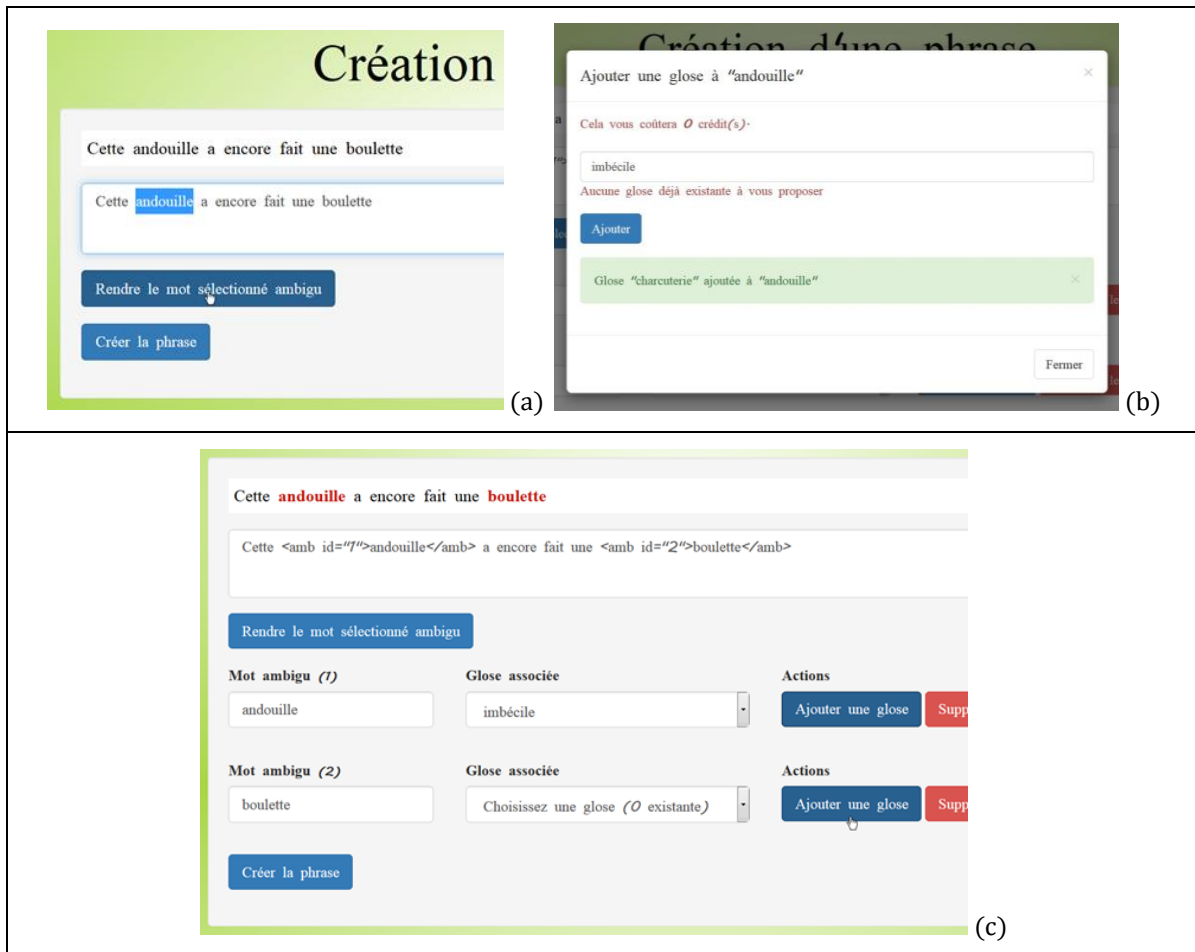 Création
Cette andouille a encore fait une boulette
Cette andouille a encore fait une boulette
Rendre le mot sélectionné ambigu
Créer la phrase
(a)
Création d'une phrase
Ajouter une glose à "andouille"
×
Cela vous coûtera 0 crédit(s).
imbécile
Aucune glose déjà existante à vous proposer
Ajouter
Glose "charcuterie" ajoutée à "andouille"
×
Fermer
(b)
Cette andouille a encore fait une boulette
Cette <amb id="1">andouille</amb> a encore fait une <amb id="2">boulette</amb>
Rendre le mot sélectionné ambigu
Mot ambigu (1) Glose associée Actions
andouille imbécile Ajouter une glose Supp
Mot ambigu (2) Glose associée Actions
boulette Choisissez une glose (0 existante) Ajouter une glose Supp
Créer la phrase
(c)